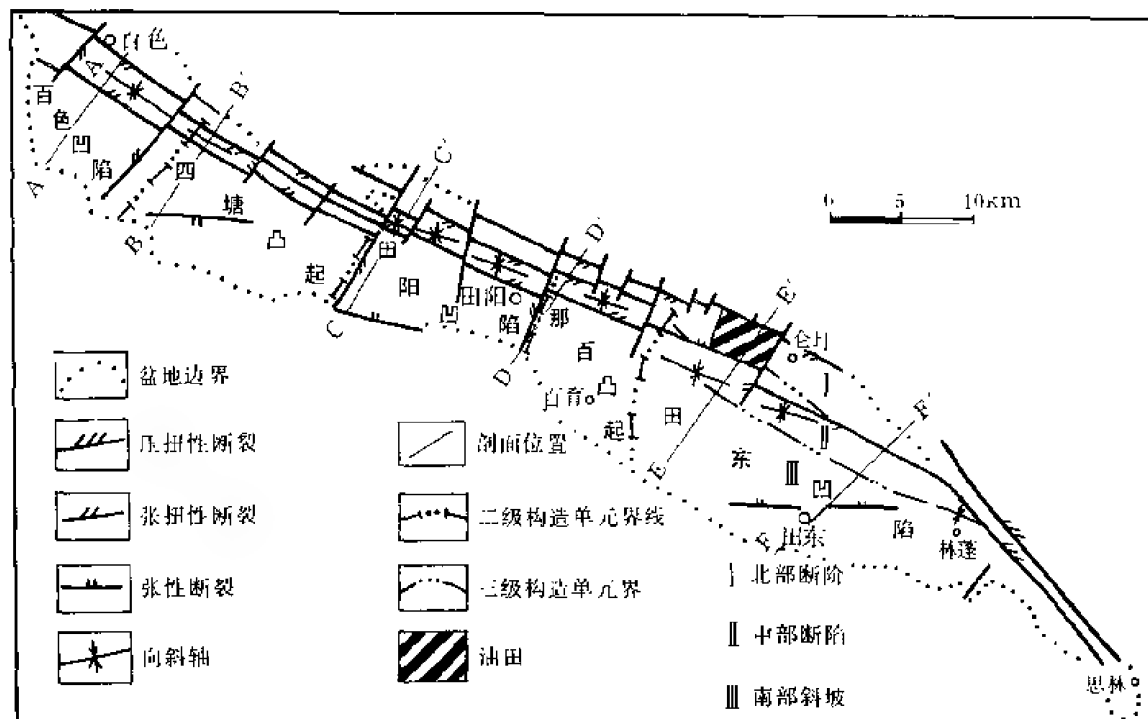 百色
A'
B'
C'
D'
E'
F'
A
B
C
D
E
F
百色凹陷
四塘凸起
田阳凹陷
那百凸起
田东凹陷
田阳
百育
仑圩
田东
林蓬
思林
0 5 10km
I
II
III
盆地边界
压扭性断裂
张扭性断裂
张性断裂
向斜轴
剖面位置
二级构造单元界线
三级构造单元界
油田
I 北部断阶
II 中部断陷
III 南部斜坡